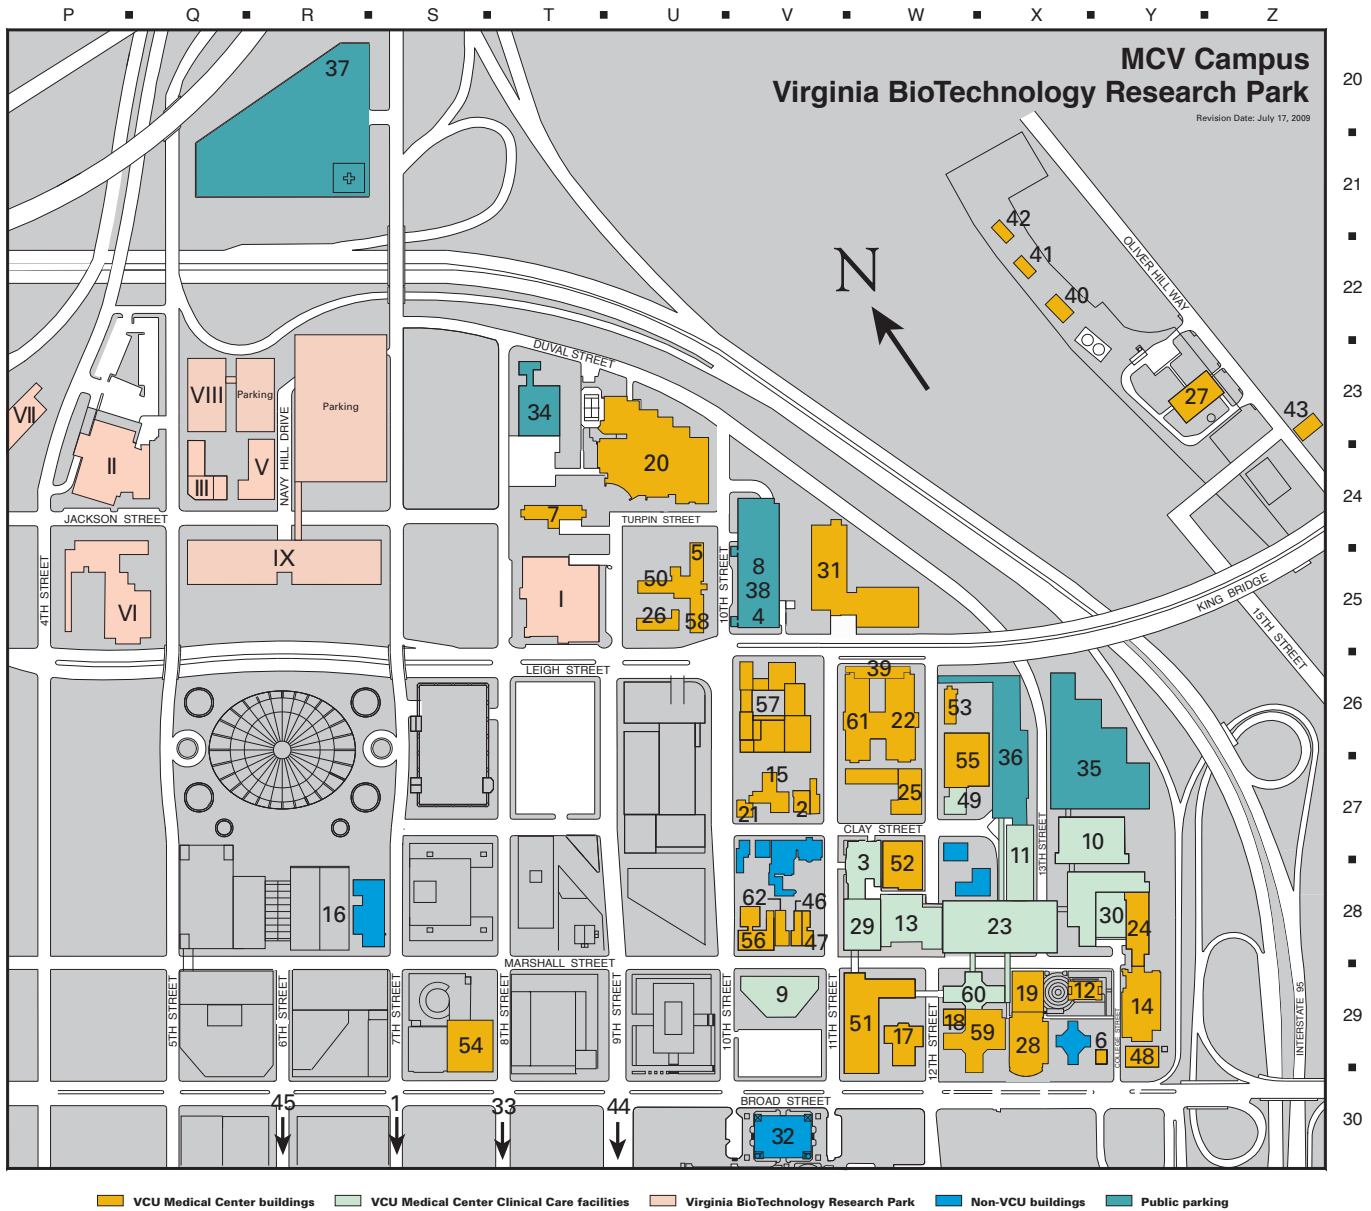 P Q R S T U V W X Y Z
MCV Campus
Virginia BioTechnology Research Park
Revision Date: July 17, 2009
20
37
21
42
OLIVER HILL WAY
41
N
22
40
DUVAL STREET
VIII
Parking
Parking
23
27
34
43
VII
NAVY HILL DRIVE
II
V
20
III
24
JACKSON STREET
7
TURPIN STREET
5
10TH STREET
4TH STREET
IX
8
31
50
38
KING BRIDGE
25
I
VI
26
58
4
15TH STREET
LEIGH STREET
39
57
53
26
61
22
36
55
35
15
25
49
27
21
2
CLAY STREET
13TH STREET
10
3
52
11
62
46
16
29
13
23
30
24
28
56
47
MARSHALL STREET
5TH STREET
6TH STREET
7TH STREET
8TH STREET
9TH STREET
10TH STREET
11TH STREET
12TH STREET
COLLEGE STREET
INTERSTATE 95
9
60
19
12
14
29
51
18
17
59
28
6
48
54
BROAD STREET
45
1
33
44
30
32
VCU Medical Center buildings
VCU Medical Center Clinical Care facilities
Virginia BioTechnology Research Park
Non-VCU buildings
Public parking